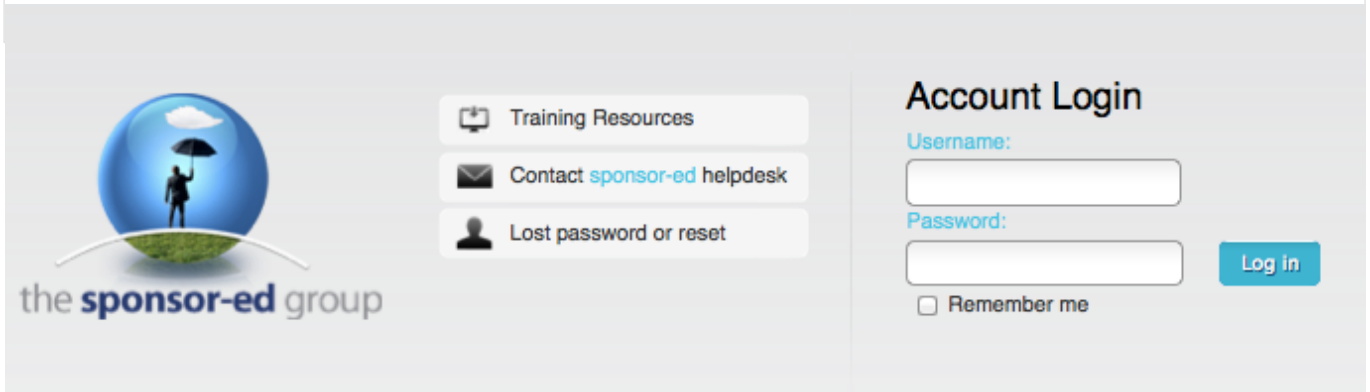 the sponsor-ed group
Training Resources
Contact sponsor-ed helpdesk
Lost password or reset
Account Login
Username:
Password:
Log in
Remember me